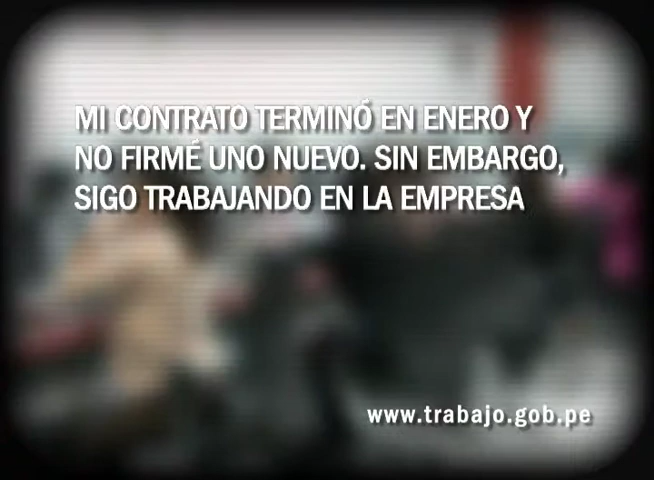 MI CONTRATO TERMINÓ EN ENERO Y
NO FIRMÉ UNO NUEVO. SIN EMBARGO,
SIGO TRABAJANDO EN LA EMPRESA
www.trabajo.gob.pe